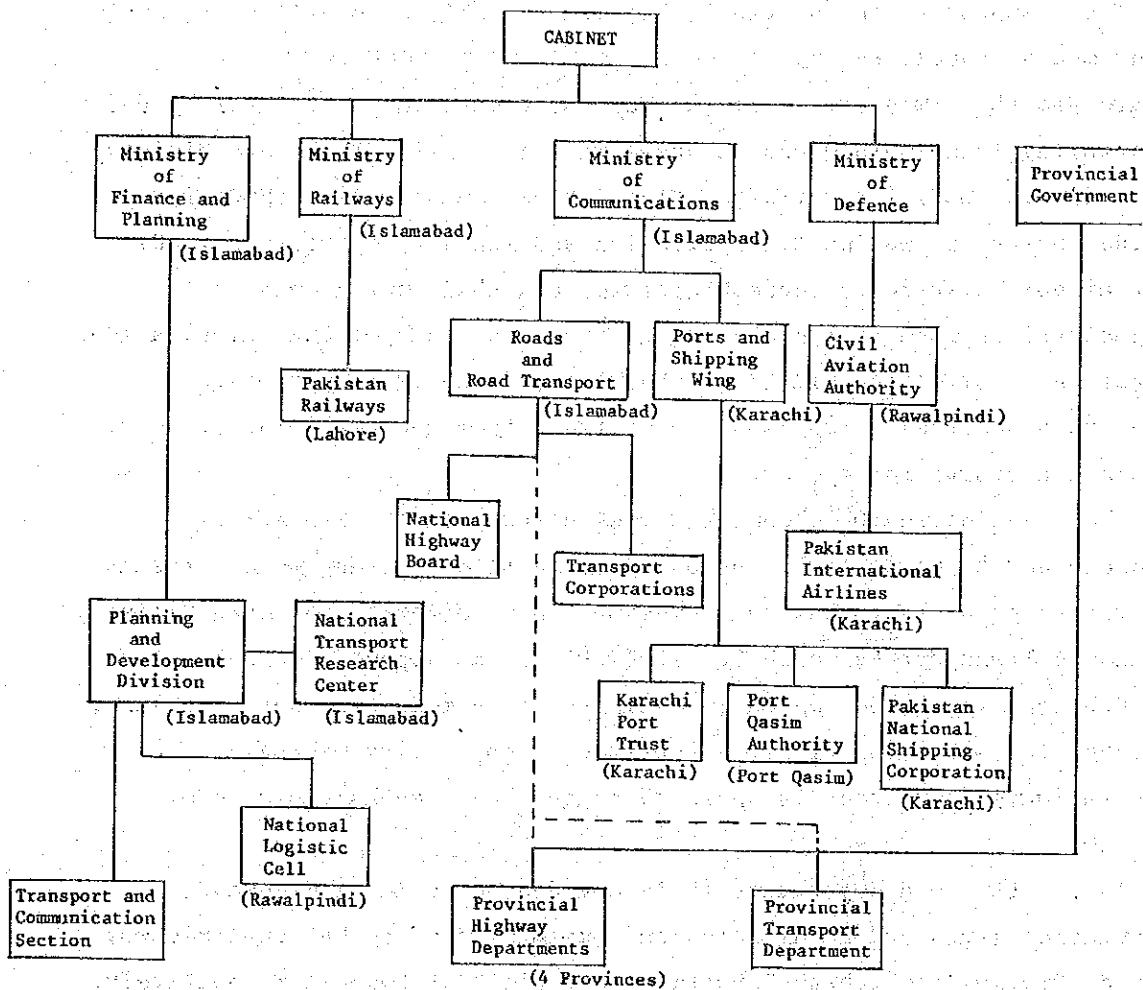 CABINET
Ministry
of
Finance and
Planning
(Islamabad)
Ministry
of
Railways
(Islamabad)
Ministry
of
Communications
(Islamabad)
Ministry
of
Defence
Provincial
Government
Pakistan
Railways
(Lahore)
Roads
and
Road Transport
(Islamabad)
Ports and
Shipping
Wing
(Karachi)
Civil
Aviation
Authority
(Rawalpindi)
National
Highway
Board
Transport
Corporations
Pakistan
International
Airlines
(Karachi)
Planning
and
Development
Division
(Islamabad)
National
Transport
Research
Center
(Islamabad)
Karachi
Port
Trust
(Karachi)
Port
Qasim
Authority
(Port Qasim)
Pakistan
National
Shipping
Corporation
(Karachi)
National
Logistic
Cell
(Rawalpindi)
Transport and
Communication
Section
Provincial
Highway
Departments
(4 Provinces)
Provincial
Transport
Department